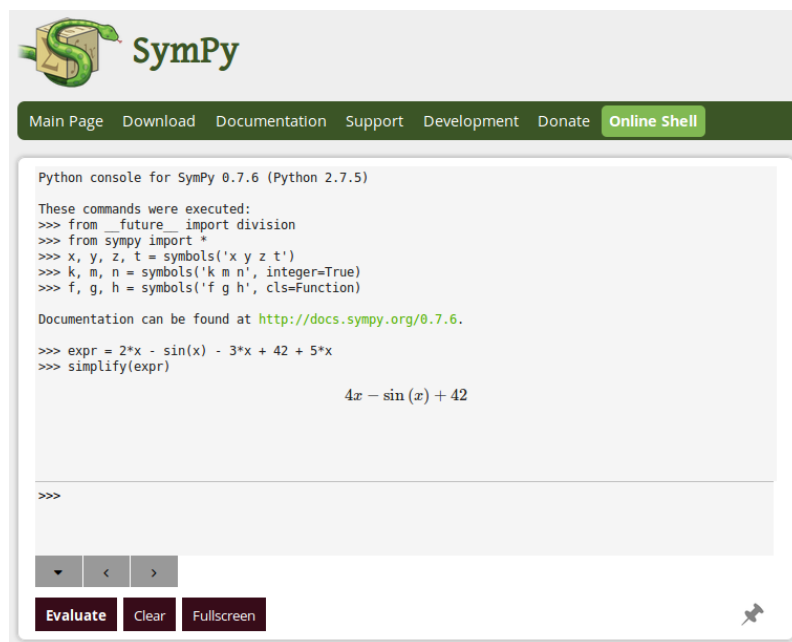 SymPy
Main Page Download Documentation Support Development Donate Online Shell
Python console for SymPy 0.7.6 (Python 2.7.5)
These commands were executed:
>>> from __future__ import division
>>> from sympy import *
>>> x, y, z, t = symbols('x y z t')
>>> k, m, n = symbols('k m n', integer=True)
>>> f, g, h = symbols('f g h', cls=Function)
Documentation can be found at http://docs.sympy.org/0.7.6.
>>> expr = 2*x - sin(x) - 3*x + 42 + 5*x
>>> simplify(expr)
4x − sin (x) + 42
>>>
Evaluate Clear Fullscreen